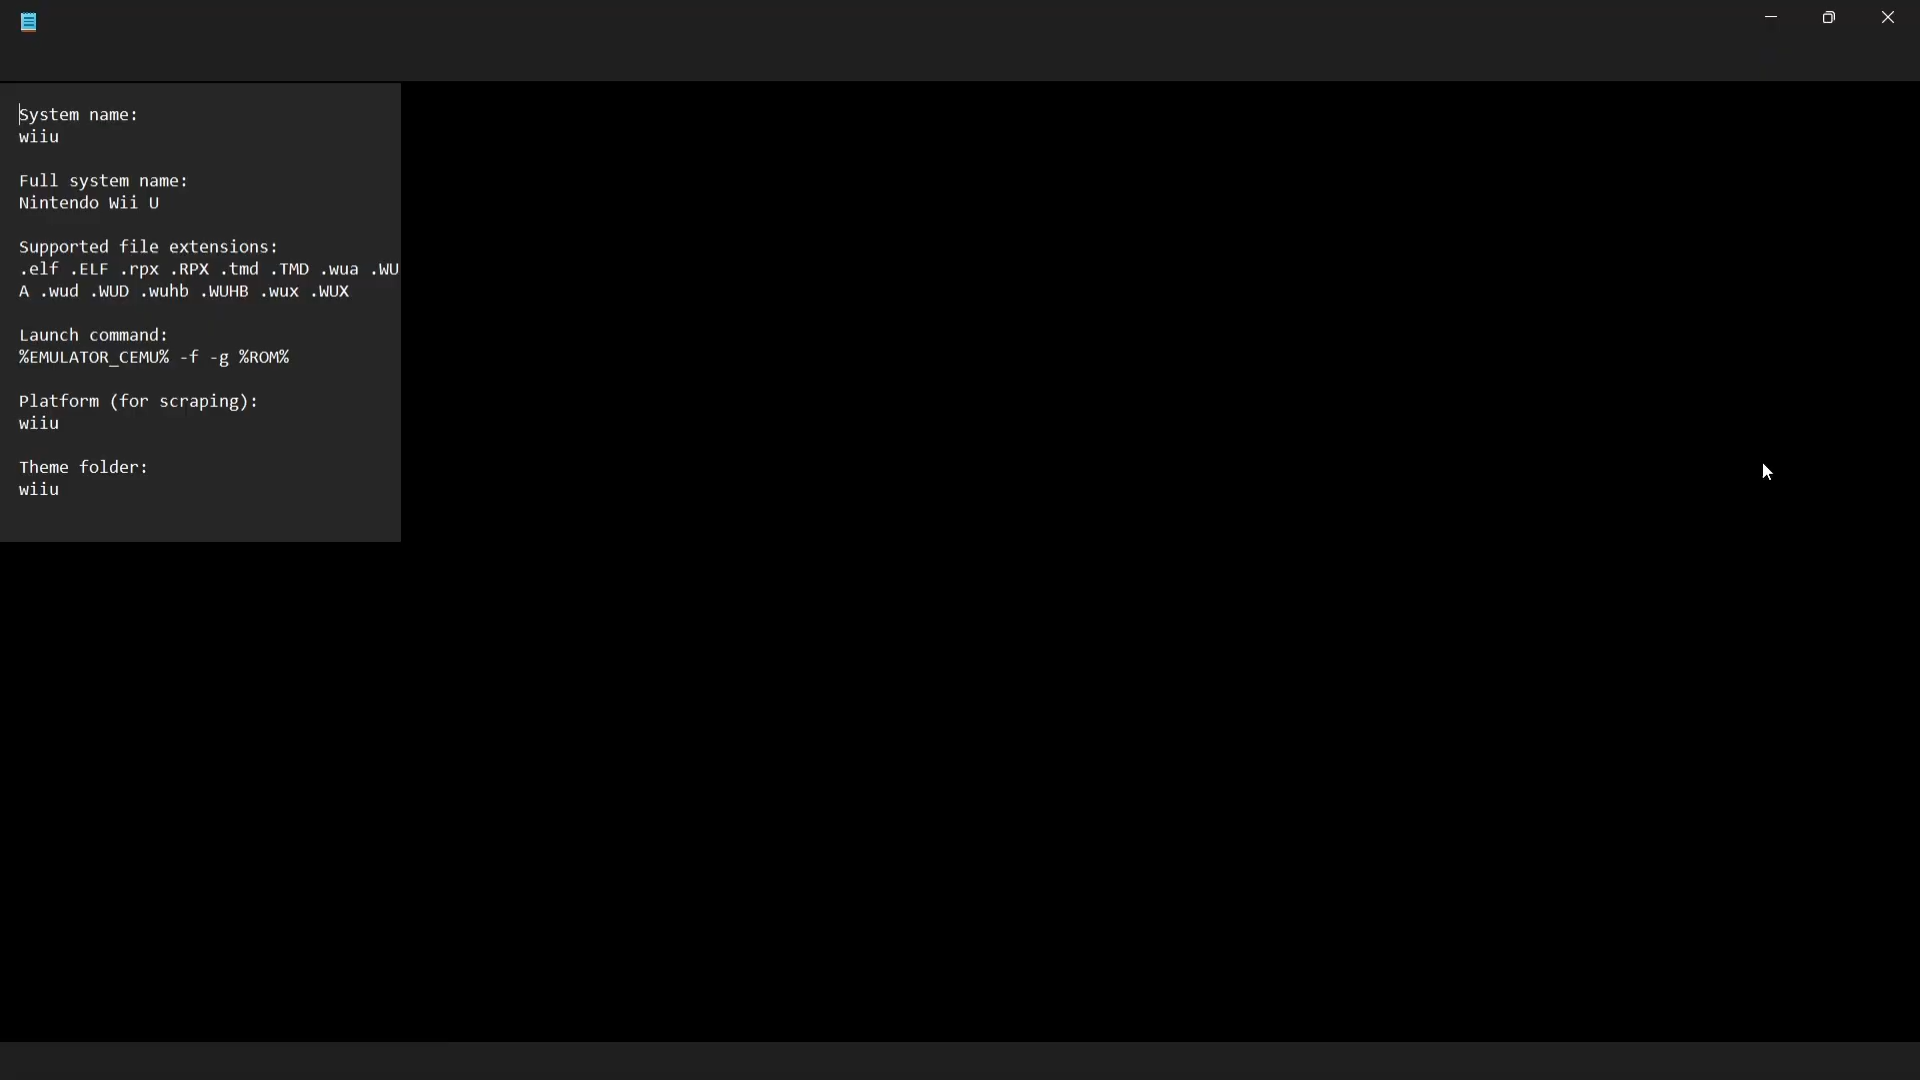 System name:
wiiu
Full system name:
Nintendo Wii U
Supported file extensions:
.elf .ELF .rpx .RPX .tmd .TMD .wua .WU
A .wud .WUD .wuhb .WUHB .wux .WUX
Launch command:
%EMULATOR_CEMU% -f -g %ROM%
Platform (for scraping):
wiiu
Theme folder:
wiiu